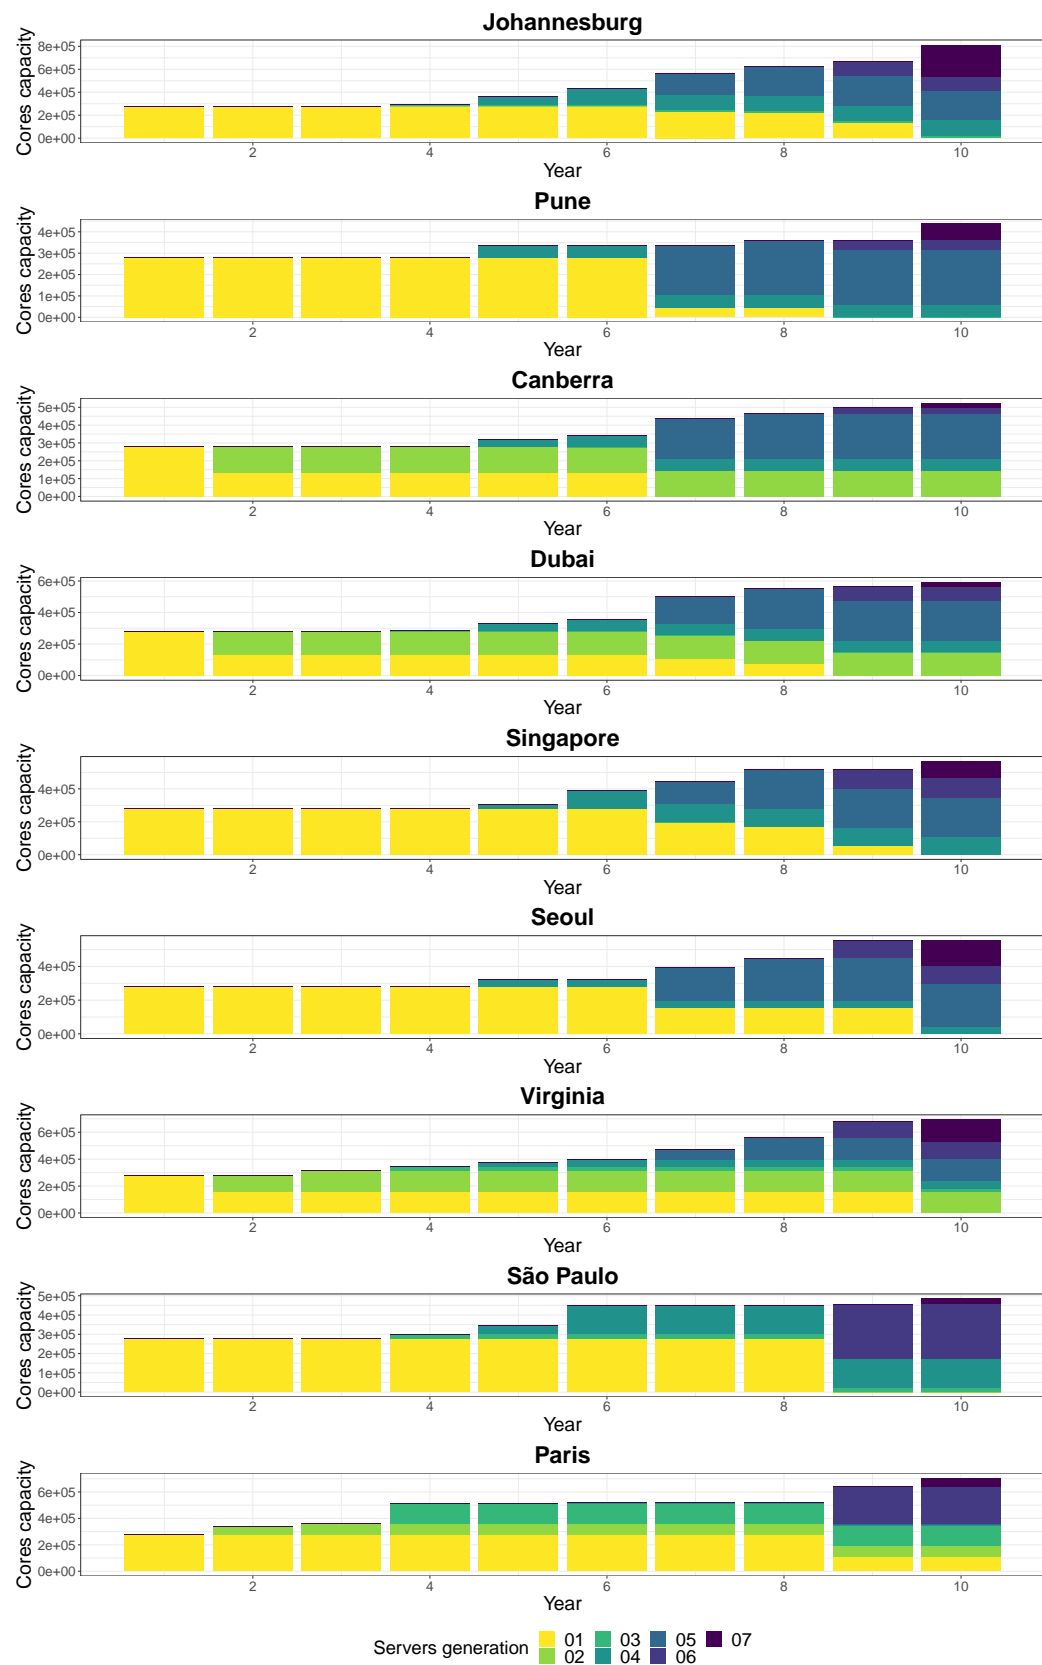 Johannesburg
Cores capacity
8e+05
6e+05
4e+05
2e+05
0e+00
2 4 6 8 10
Year
Pune
Cores capacity
4e+05
3e+05
2e+05
1e+05
0e+00
2 4 6 8 10
Year
Canberra
Cores capacity
5e+05
4e+05
3e+05
2e+05
1e+05
0e+00
2 4 6 8 10
Year
Dubai
Cores capacity
6e+05
4e+05
2e+05
0e+00
2 4 6 8 10
Year
Singapore
Cores capacity
4e+05
2e+05
0e+00
2 4 6 8 10
Year
Seoul
Cores capacity
4e+05
2e+05
0e+00
2 4 6 8 10
Year
Virginia
Cores capacity
6e+05
4e+05
2e+05
0e+00
2 4 6 8 10
Year
São Paulo
Cores capacity
5e+05
4e+05
3e+05
2e+05
1e+05
0e+00
2 4 6 8 10
Year
Paris
Cores capacity
6e+05
4e+05
2e+05
0e+00
2 4 6 8 10
Year
Servers generation
01 03 05 07
02 04 06